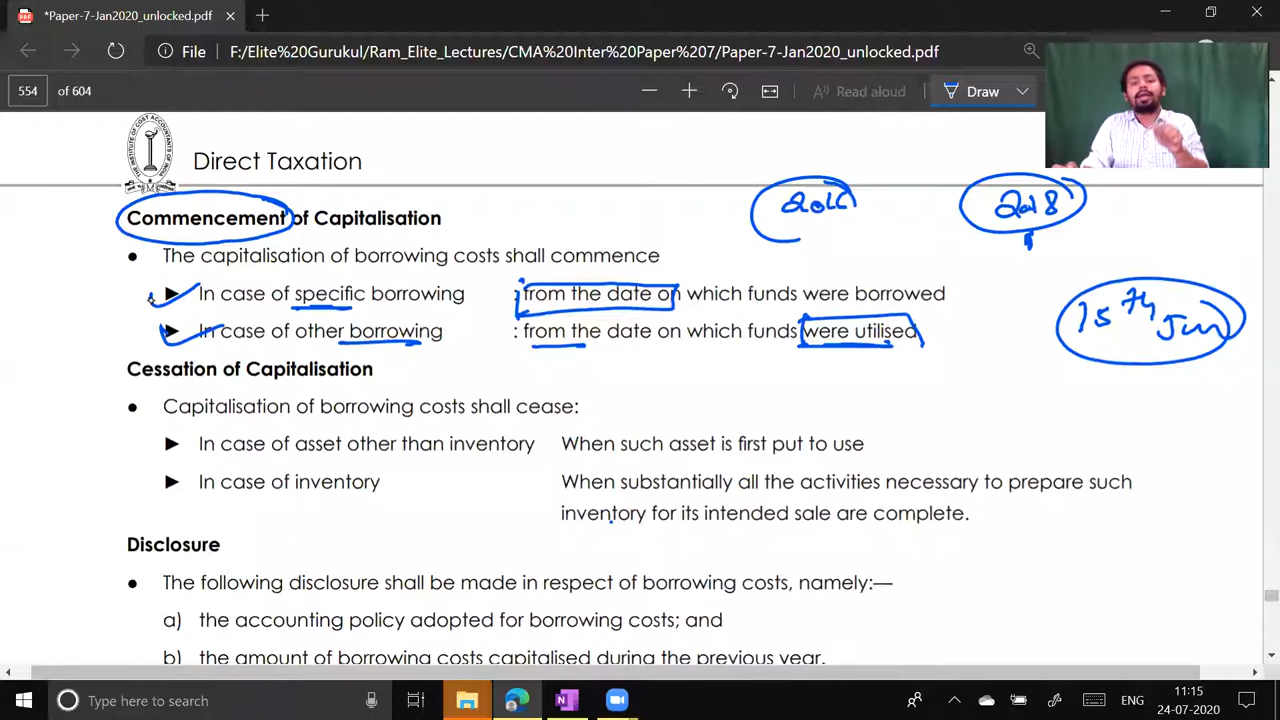 *Paper-7-Jan2020_unlocked.pdf
File F:/Elite%20Gurukul/Ram_Elite_Lectures/CMA%20Inter%20Paper%207/Paper-7-Jan2020_unlocked.pdf
554 of 604 Read aloud Draw
Direct Taxation
2018
Commencement of Capitalisation
● The capitalisation of borrowing costs shall commence
► In case of specific borrowing : from the date on which funds were borrowed
15th Jun
► In case of other borrowing : from the date on which funds were utilised
Cessation of Capitalisation
● Capitalisation of borrowing costs shall cease:
► In case of asset other than inventory When such asset is first put to use
► In case of inventory When substantially all the activities necessary to prepare such
inventory for its intended sale are complete.
Disclosure
● The following disclosure shall be made in respect of borrowing costs, namely:—
a) the accounting policy adopted for borrowing costs; and
b) the amount of borrowing costs capitalised during the previous year.
Type here to search
ENG
11:15
24-07-2020